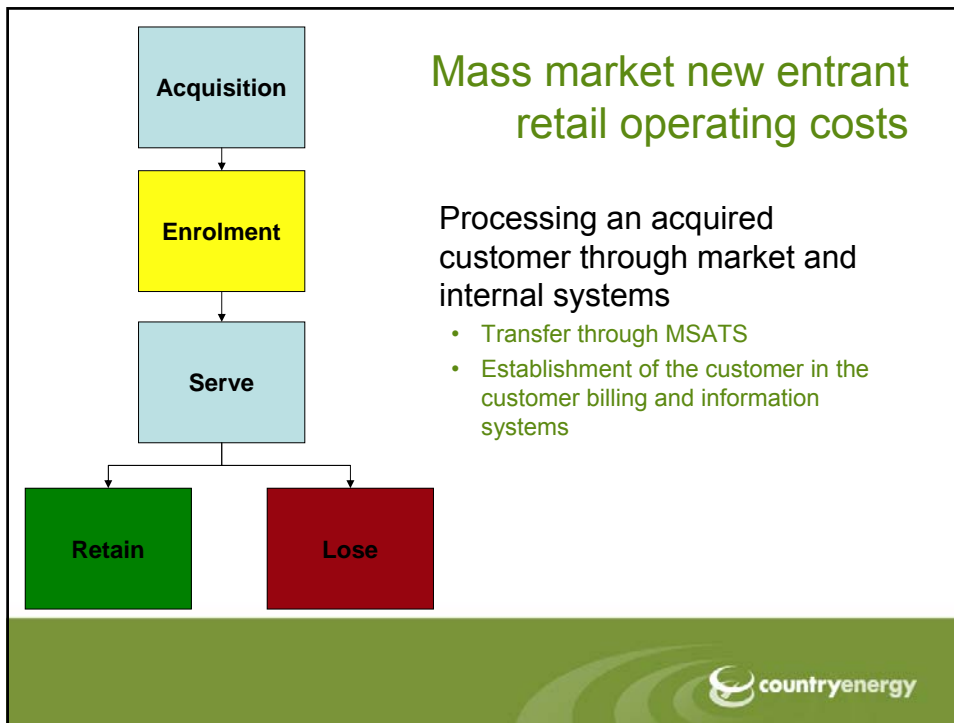 Acquisition
Enrolment
Serve
Retain
Lose
Mass market new entrant
retail operating costs
Processing an acquired
customer through market and
internal systems
• Transfer through MSATS
• Establishment of the customer in the
customer billing and information
systems
countryenergy